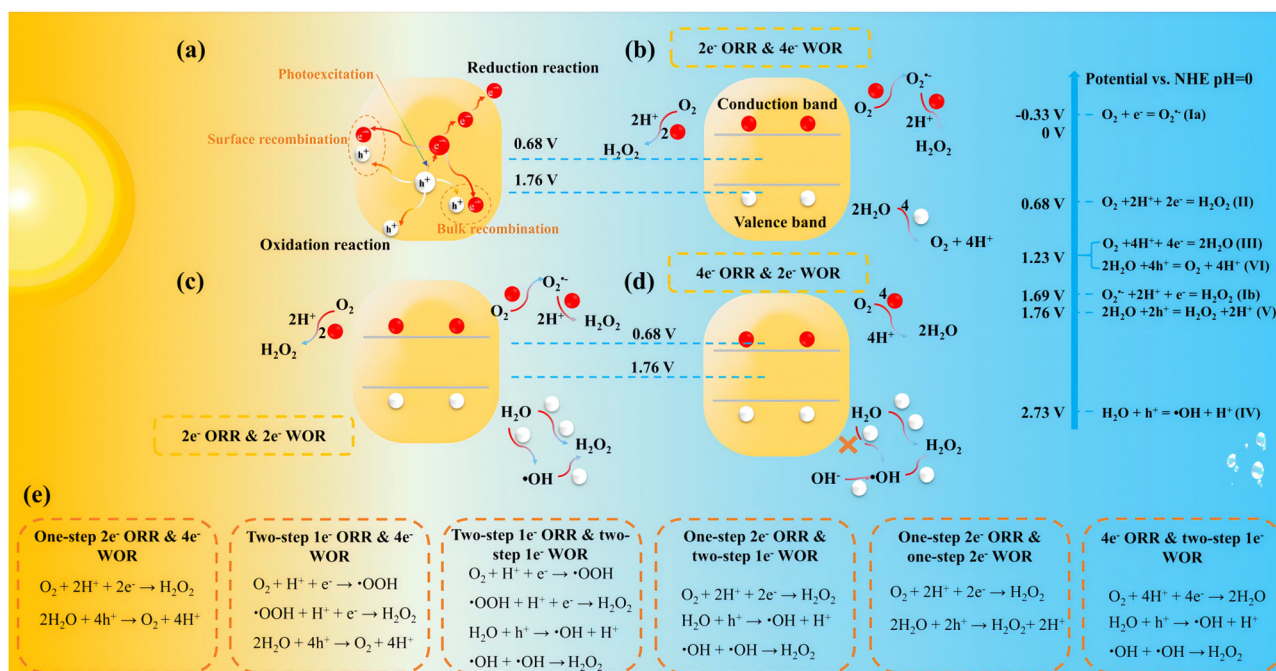 (a)
Photoexcitation
Reduction reaction
e⁻
e⁻
e⁻
e⁻
h⁺
Surface recombination
h⁺
h⁺
e⁻
Bulk recombination
h⁺
Oxidation reaction
0.68 V
1.76 V
(b)
2e⁻ ORR & 4e⁻ WOR
Conduction band
Valence band
O₂
2H⁺
2
H₂O₂
O₂
O₂•⁻
2H⁺
H₂O₂
2H₂O
4
O₂ + 4H⁺
Potential vs. NHE pH=0
-0.33 V
O₂ + e⁻ = O₂•⁻ (Ia)
0 V
0.68 V
O₂ +2H⁺ + 2e⁻ = H₂O₂ (II)
1.23 V
O₂ +4H⁺ + 4e⁻ = 2H₂O (III)
2H₂O +4h⁺ = O₂ + 4H⁺ (VI)
1.69 V
O₂•⁻ +2H⁺ + e⁻ = H₂O₂ (Ib)
1.76 V
2H₂O +2h⁺ = H₂O₂ +2H⁺ (V)
2.73 V
H₂O + h⁺ = •OH + H⁺ (IV)
(c)
O₂
2H⁺
2
H₂O₂
O₂
O₂•⁻
2H⁺
H₂O₂
0.68 V
1.76 V
H₂O
H₂O₂
•OH
2e⁻ ORR & 2e⁻ WOR
(d)
4e⁻ ORR & 2e⁻ WOR
4
O₂
4H⁺
2H₂O
H₂O
H₂O₂
OH⁻
•OH
(e)
One-step 2e⁻ ORR & 4e⁻
WOR
O₂ + 2H⁺ + 2e⁻ → H₂O₂
2H₂O + 4h⁺ → O₂ + 4H⁺
Two-step 1e⁻ ORR & 4e⁻
WOR
O₂ + H⁺ + e⁻ → •OOH
•OOH + H⁺ + e⁻ → H₂O₂
2H₂O + 4h⁺ → O₂ + 4H⁺
Two-step 1e⁻ ORR & two-
step 1e⁻ WOR
O₂ + H⁺ + e⁻ → •OOH
•OOH + H⁺ + e⁻ → H₂O₂
H₂O + h⁺ → •OH + H⁺
•OH + •OH → H₂O₂
One-step 2e⁻ ORR &
two-step 1e⁻ WOR
O₂ + 2H⁺ + 2e⁻ → H₂O₂
H₂O + h⁺ → •OH + H⁺
•OH + •OH → H₂O₂
One-step 2e⁻ ORR &
one-step 2e⁻ WOR
O₂ + 2H⁺ + 2e⁻ → H₂O₂
2H₂O + 2h⁺ → H₂O₂+ 2H⁺
4e⁻ ORR & two-step 1e⁻
WOR
O₂ + 4H⁺ + 4e⁻ → 2H₂O
H₂O + h⁺ → •OH + H⁺
•OH + •OH → H₂O₂